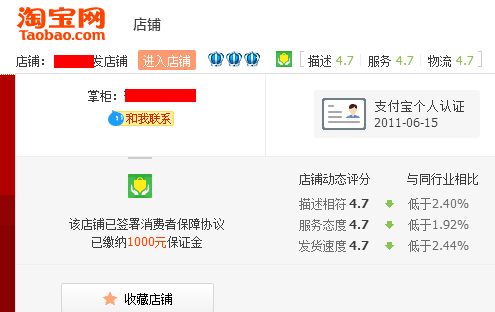 淘宝网
Taobao.com
店铺
店铺： 发店铺 进入店铺 描述 4.7 服务 4.7 物流 4.7
掌柜：
和我联系
支付宝个人认证
2011-06-15
该店铺已签署消费者保障协议
已缴纳1000元保证金
店铺动态评分 与同行业相比
描述相符 4.7 低于2.40%
服务态度 4.7 低于1.92%
发货速度 4.7 低于2.44%
收藏店铺